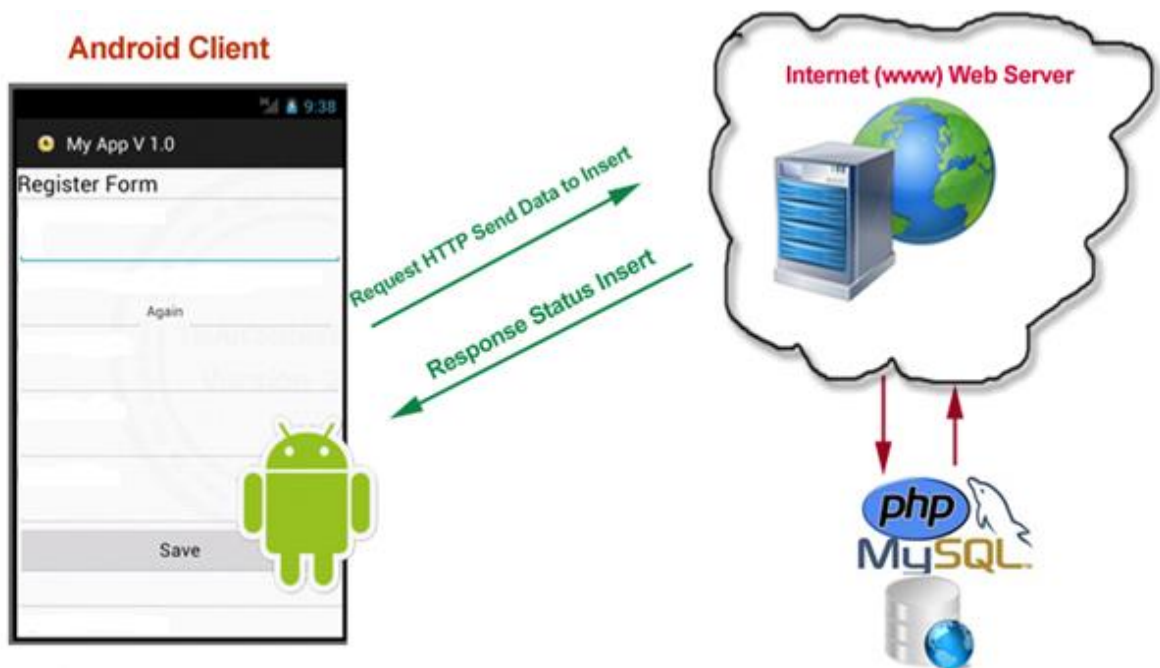 Android Client
9:38
My App V 1.0
Register Form
Again
Save
Request HTTP Send Data to Insert
Response Status Insert
Internet (www) Web Server
php
MySQL